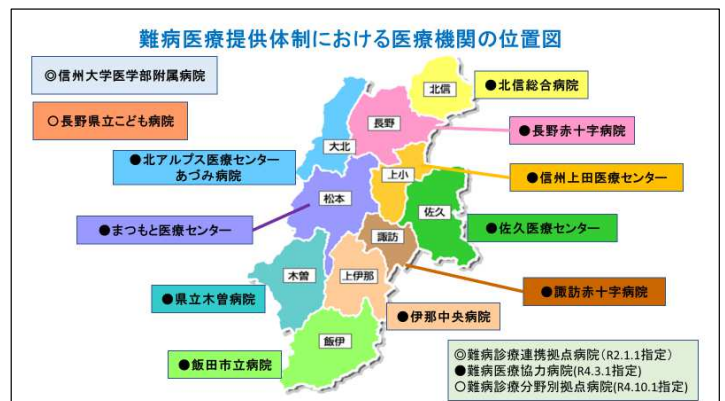 難病医療提供体制における医療機関の位置図
◎信州大学医学部附属病院
○長野県立こども病院
●北アルプス医療センター
あづみ病院
●まつもと医療センター
●県立木曽病院
●飯田市立病院
北信
長野
大北
上小
松本
佐久
諏訪
木曽
上伊那
飯伊
●北信総合病院
●長野赤十字病院
●信州上田医療センター
●佐久医療センター
●諏訪赤十字病院
●伊那中央病院
◎難病診療連携拠点病院(R2.1.1指定)
●難病医療協力病院(R4.3.1指定)
○難病診療分野別拠点病院(R4.10.1指定)